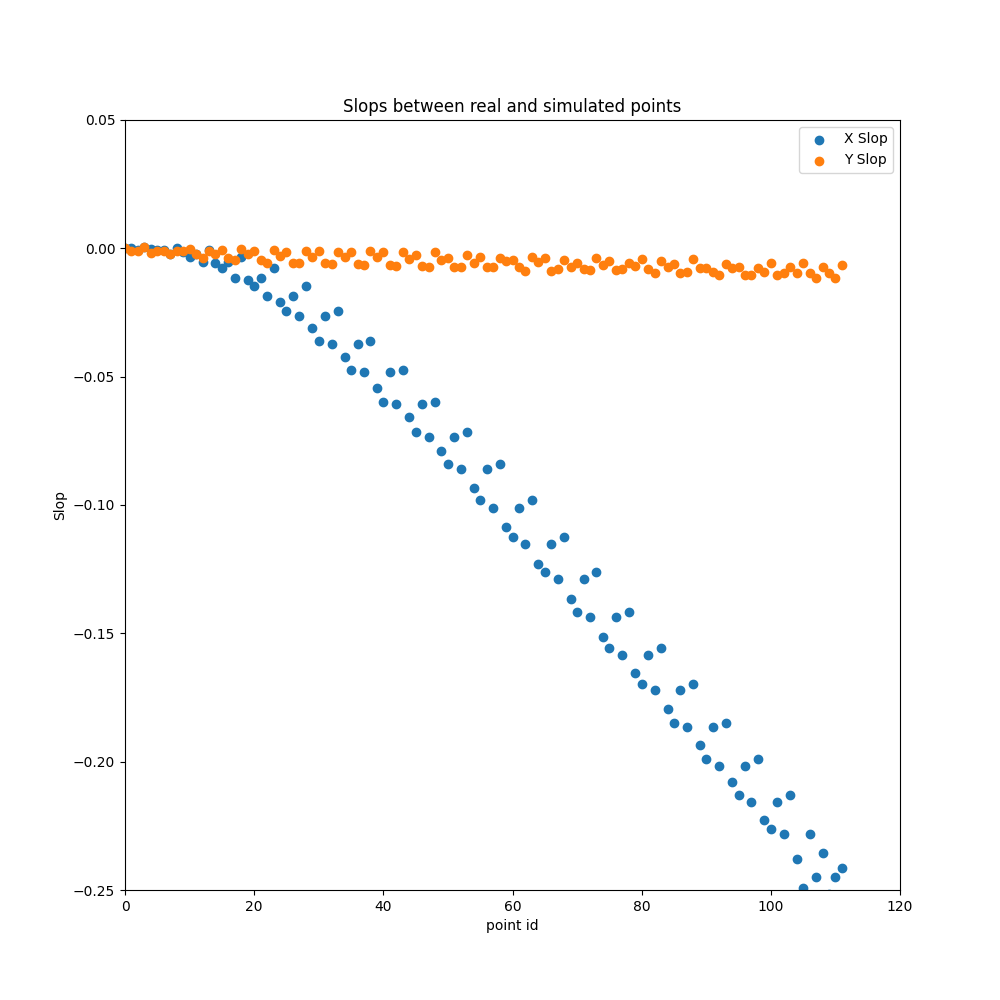 Slops between real and simulated points
0.05
X Slop
Y Slop
0.00
−0.05
−0.10
Slop
−0.15
−0.20
−0.25
0 20 40 60 80 100 120
point id